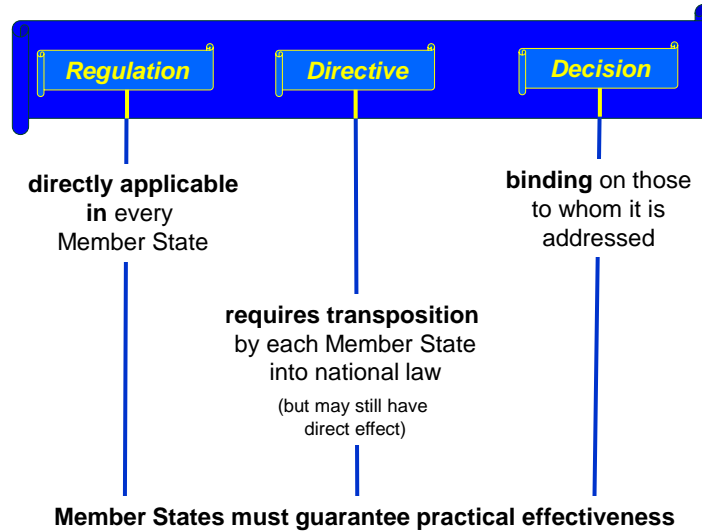 Regulation
Directive
Decision
directly applicable
in every
Member State
binding on those
to whom it is
addressed
requires transposition
by each Member State
into national law
(but may still have
direct effect)
Member States must guarantee practical effectiveness